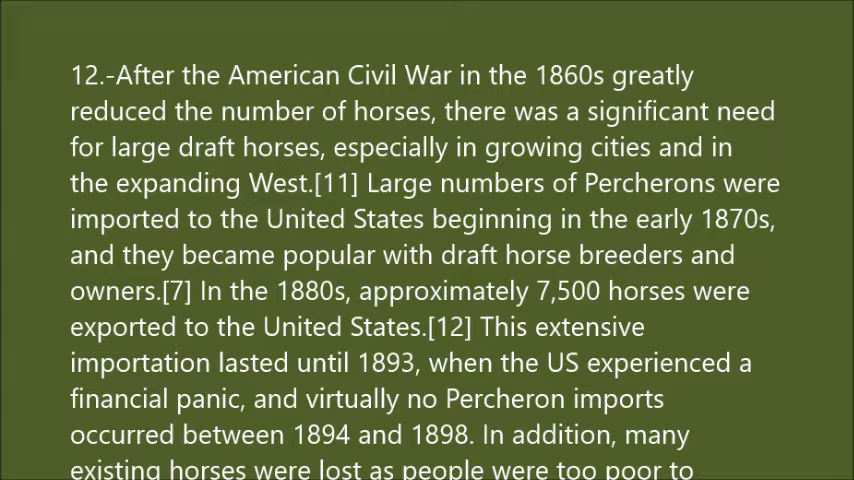 12.-After the American Civil War in the 1860s greatly
reduced the number of horses, there was a significant need
for large draft horses, especially in growing cities and in
the expanding West.[11] Large numbers of Percherons were
imported to the United States beginning in the early 1870s,
and they became popular with draft horse breeders and
owners.[7] In the 1880s, approximately 7,500 horses were
exported to the United States.[12] This extensive
importation lasted until 1893, when the US experienced a
financial panic, and virtually no Percheron imports
occurred between 1894 and 1898. In addition, many
existing horses were lost as people were too poor to